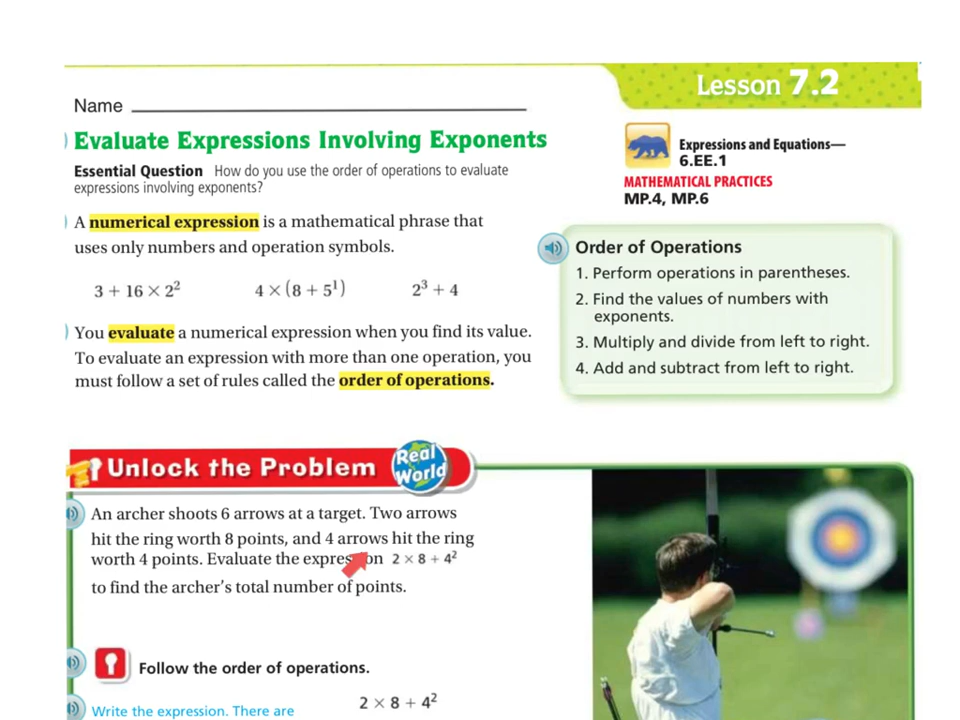 Lesson 7.2
Name
Evaluate Expressions Involving Exponents
Essential Question How do you use the order of operations to evaluate
expressions involving exponents?
Expressions and Equations—
6.EE.1
MATHEMATICAL PRACTICES
MP.4, MP.6
A numerical expression is a mathematical phrase that
uses only numbers and operation symbols.
3 + 16 × 2² 4 × (8 + 5¹) 2³ + 4
You evaluate a numerical expression when you find its value.
To evaluate an expression with more than one operation, you
must follow a set of rules called the order of operations.
Order of Operations
1. Perform operations in parentheses.
2. Find the values of numbers with
exponents.
3. Multiply and divide from left to right.
4. Add and subtract from left to right.
Unlock the Problem
Real
World
An archer shoots 6 arrows at a target. Two arrows
hit the ring worth 8 points, and 4 arrows hit the ring
worth 4 points. Evaluate the expression 2 × 8 + 4²
to find the archer's total number of points.
Follow the order of operations.
Write the expression. There are
2 × 8 + 4²